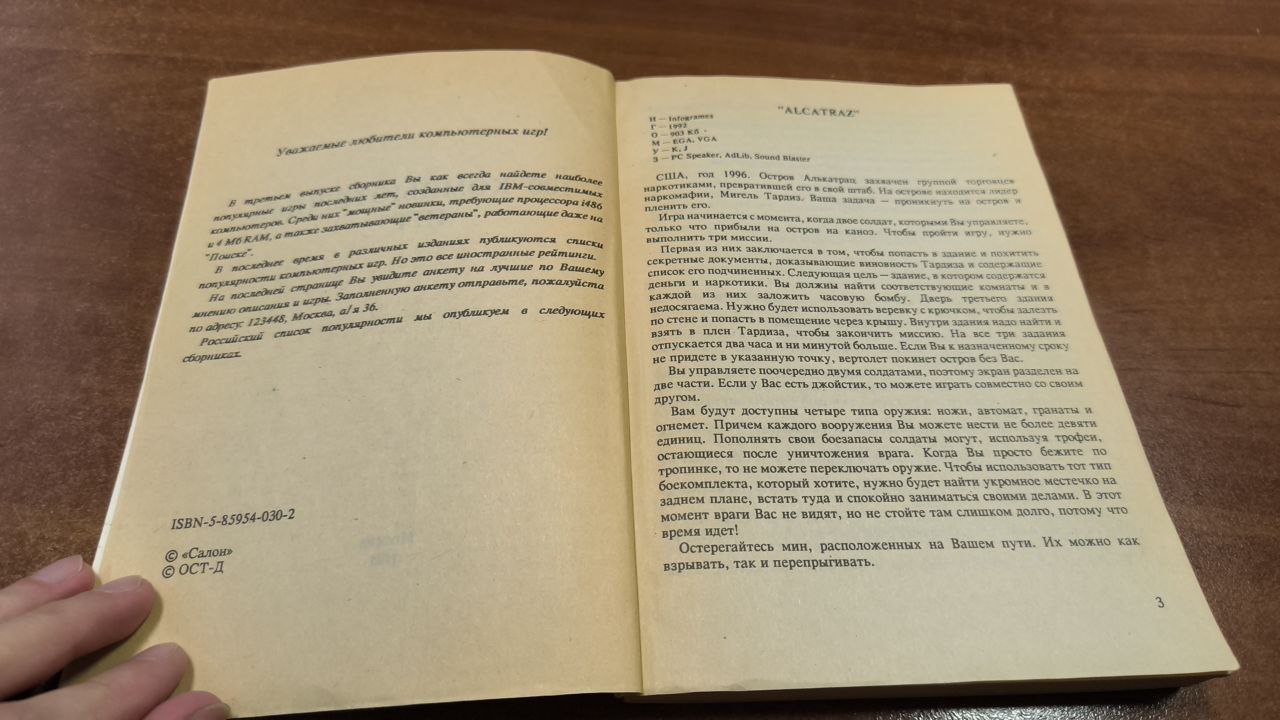 Уважаемые любители компьютерных игр!
В третьем выпуске сборника Вы как всегда найдете наиболее
популярные игры последних лет, созданные для IBM-совместимых
компьютеров. Среди них "мощные" новинки, требующие процессора i486
и 4 Мб RAM, а также захватывающие "ветераны", работающие даже на
"Поиске".
В последнее время в различных изданиях публикуются списки
популярности компьютерных игр. Но это все иностранные рейтинги.
На последней странице Вы увидите анкету на лучшие по Вашему
мнению описания и игры. Заполненную анкету отправьте, пожалуйста
по адресу: 123448, Москва, а/ я 36.
Российский список популярности мы опубликуем в следующих
сборниках.
ISBN-5-85954-030-2
© «Салон»
© ОСТ-Д
"ALCATRAZ"
И — Infogrames
Г — 1992
О — 903 Кб
М — EGA, VGA
У — K, J
З — PC Speaker, AdLib, Sound Blaster
США, год 1996. Остров Алькатрац захвачен группой торговцев
наркотиками, превратившей его в свой штаб. На острове находится лидер
наркомафии, Мигель Тардиз. Ваша задача — проникнуть на остров и
пленить его.
Игра начинается с момента, когда двое солдат, которыми Вы управляете,
только что прибыли на остров на каноэ. Чтобы пройти игру, нужно
выполнить три миссии.
Первая из них заключается в том, чтобы попасть в здание и похитить
секретные документы, доказывающие виновность Тардиза и содержащие
список его подчиненных. Следующая цель — здание, в котором содержатся
деньги и наркотики. Вы должны найти соответствующие комнаты и в
каждой из них заложить часовую бомбу. Дверь третьего здания
недосягаема. Нужно будет использовать веревку с крючком, чтобы залезть
по стене и попасть в помещение через крышу. Внутри здания надо найти и
взять в плен Тардиза, чтобы закончить миссию. На все три задания
отпускается два часа и ни минутой больше. Если Вы к назначенному сроку
не придете в указанную точку, вертолет покинет остров без Вас.
Вы управляете поочередно двумя солдатами, поэтому экран разделен на
две части. Если у Вас есть джойстик, то можете играть совместно со своим
другом.
Вам будут доступны четыре типа оружия: ножи, автомат, гранаты и
огнемет. Причем каждого вооружения Вы можете нести не более девяти
единиц. Пополнять свои боезапасы солдаты могут, используя трофеи,
остающиеся после уничтожения врага. Когда Вы просто бежите по
тропинке, то не можете переключать оружие. Чтобы использовать тот тип
боекомплекта, который хотите, нужно будет найти укромное местечко на
заднем плане, встать туда и спокойно заниматься своими делами. В этот
момент враги Вас не видят, но не стойте там слишком долго, потому что
время идет!
Остерегайтесь мин, расположенных на Вашем пути. Их можно как
взрывать, так и перепрыгивать.
3